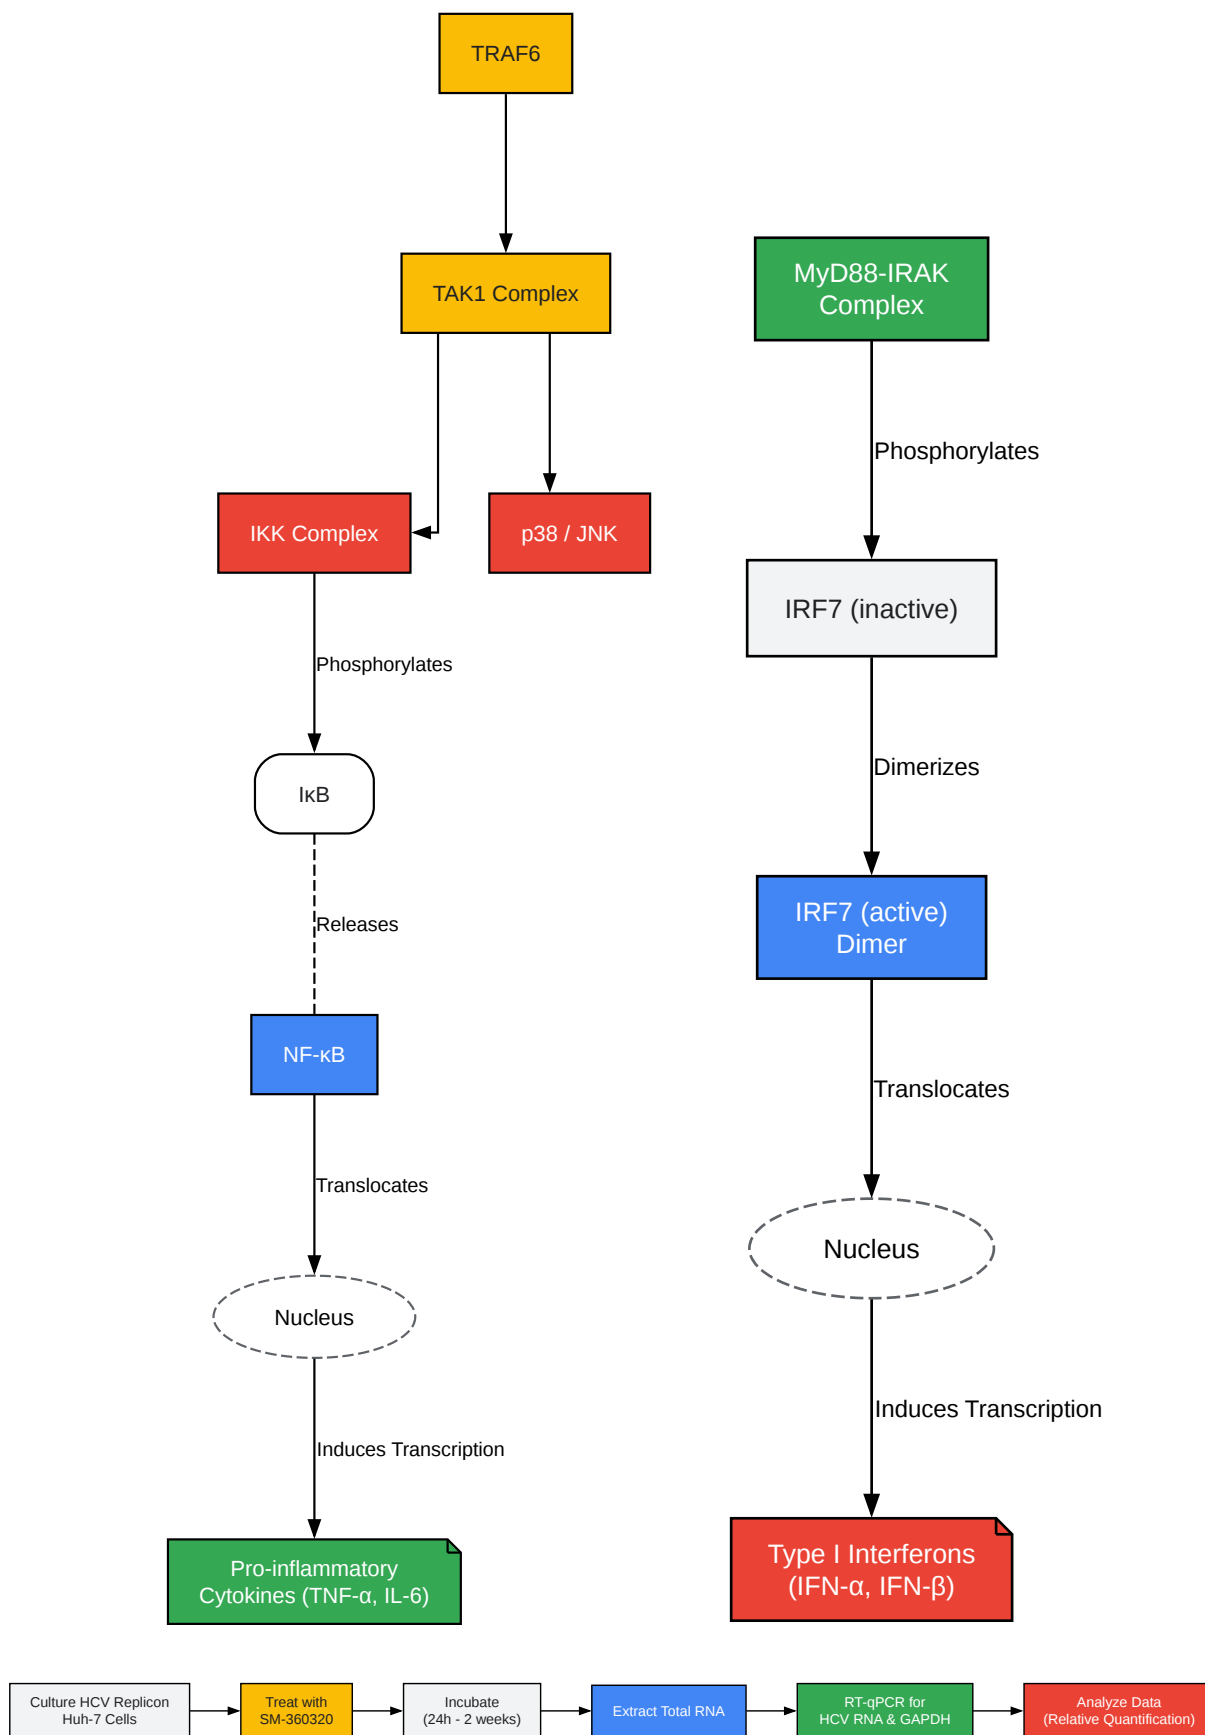 TRAF6
TAK1 Complex
IKK Complex
p38 / JNK
Phosphorylates
IκB
Releases
NF-κB
Translocates
Nucleus
Induces Transcription
Pro-inflammatory
Cytokines (TNF-α, IL-6)
MyD88-IRAK
Complex
Phosphorylates
IRF7 (inactive)
Dimerizes
IRF7 (active)
Dimer
Translocates
Nucleus
Induces Transcription
Type I Interferons
(IFN-α, IFN-β)
Culture HCV Replicon
Huh-7 Cells
Treat with
SM-360320
Incubate
(24h - 2 weeks)
Extract Total RNA
RT-qPCR for
HCV RNA & GAPDH
Analyze Data
(Relative Quantification)